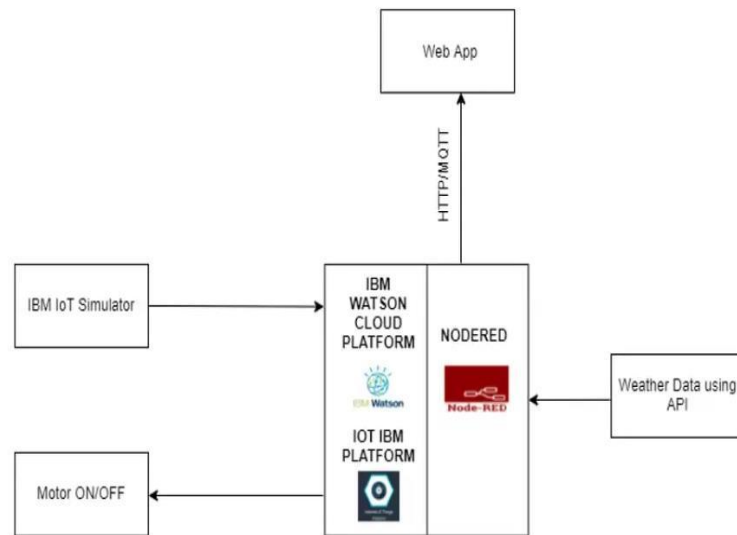 Web App
HTTP/MQTT
IBM IoT Simulator
IBM
WATSON
CLOUD
PLATFORM
IBM Watson
IOT IBM
PLATFORM
NODERED
Node-RED
Weather Data using
API
Motor ON/OFF